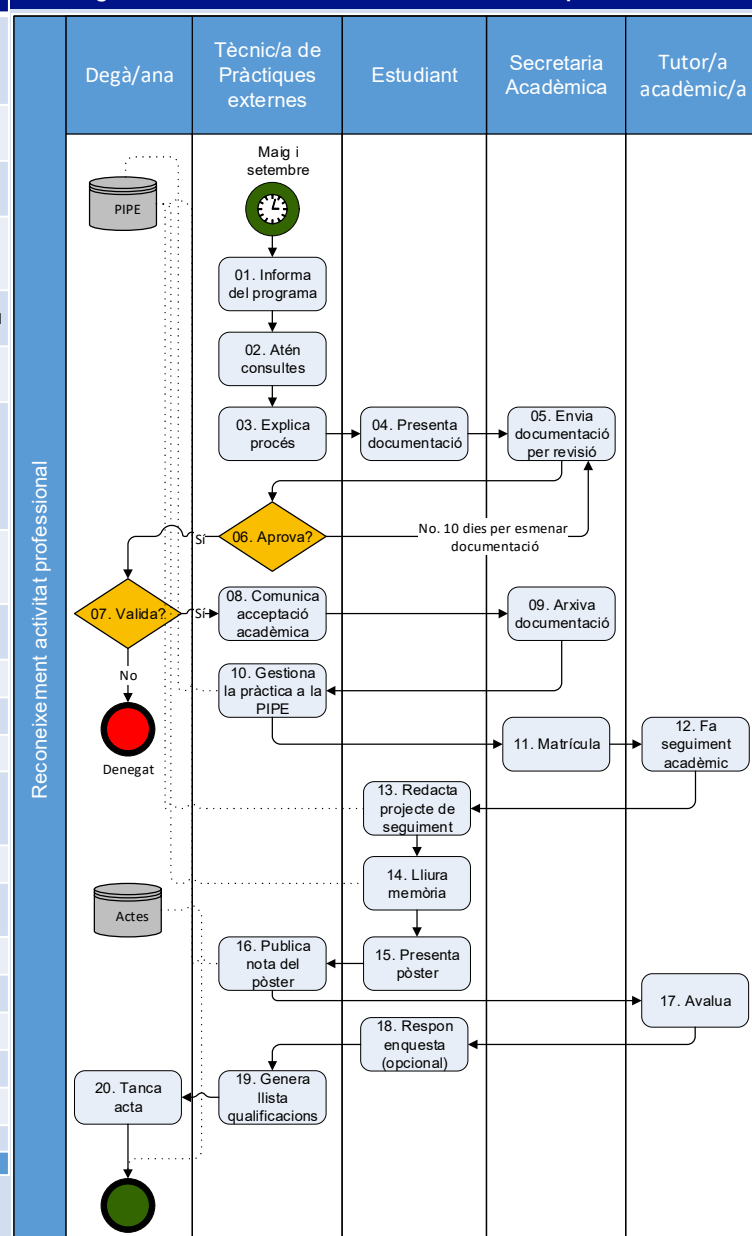 Reconeixement activitat professional
Degà/ana
Tècnic/a de
Pràctiques
externes
Estudiant
Secretaria
Acadèmica
Tutor/a
acadèmic/a
PIPE
Maig i
setembre
01. Informa
del programa
02. Atén
consultes
03. Explica
procés
04. Presenta
documentació
05. Envia
documentació
per revisió
06. Aprova?
Sí
No. 10 dies per esmenar
documentació
07. Valida?
Sí
No
Denegat
08. Comunica
acceptació
acadèmica
09. Arxiva
documentació
10. Gestiona
la pràctica a la
PIPE
11. Matrícula
12. Fa
seguiment
acadèmic
13. Redacta
projecte de
seguiment
14. Lliura
memòria
Actes
15. Presenta
pòster
16. Publica
nota del
pòster
17. Avalua
18. Respon
enquesta
(opcional)
19. Genera
llista
qualificacions
20. Tanca
acta